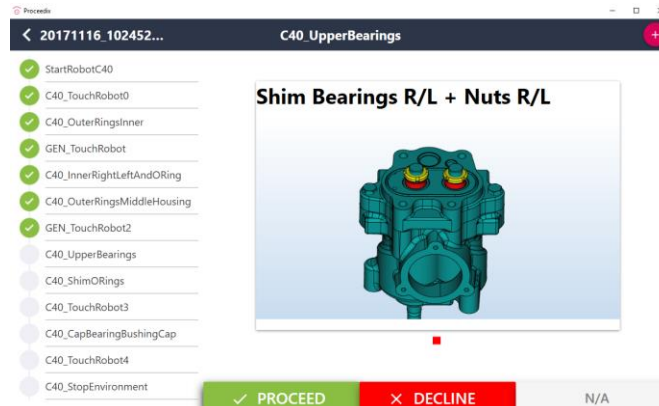 Proceedix
20171116_102452...
C40_UpperBearings
StartRobotC40
C40_TouchRobot0
C40_OuterRingsInner
GEN_TouchRobot
C40_InnerRightLeftAndORing
C40_OuterRingsMiddleHousing
GEN_TouchRobot2
C40_UpperBearings
C40_ShimORings
C40_TouchRobot3
C40_CapBearingBushingCap
C40_TouchRobot4
C40_StopEnvironment
Shim Bearings R/L + Nuts R/L
PROCEED
DECLINE
N/A